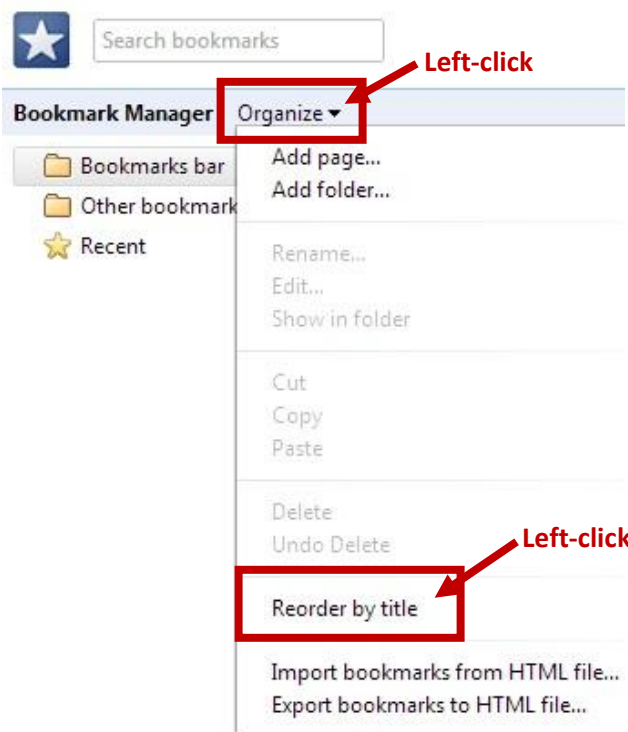 Search bookmarks
Left-click
Bookmark Manager Organize ▾
Bookmarks bar
Other bookmark
Recent
Add page...
Add folder...
Rename...
Edit...
Show in folder
Cut
Copy
Paste
Delete
Undo Delete
Left-click
Reorder by title
Import bookmarks from HTML file...
Export bookmarks to HTML file...